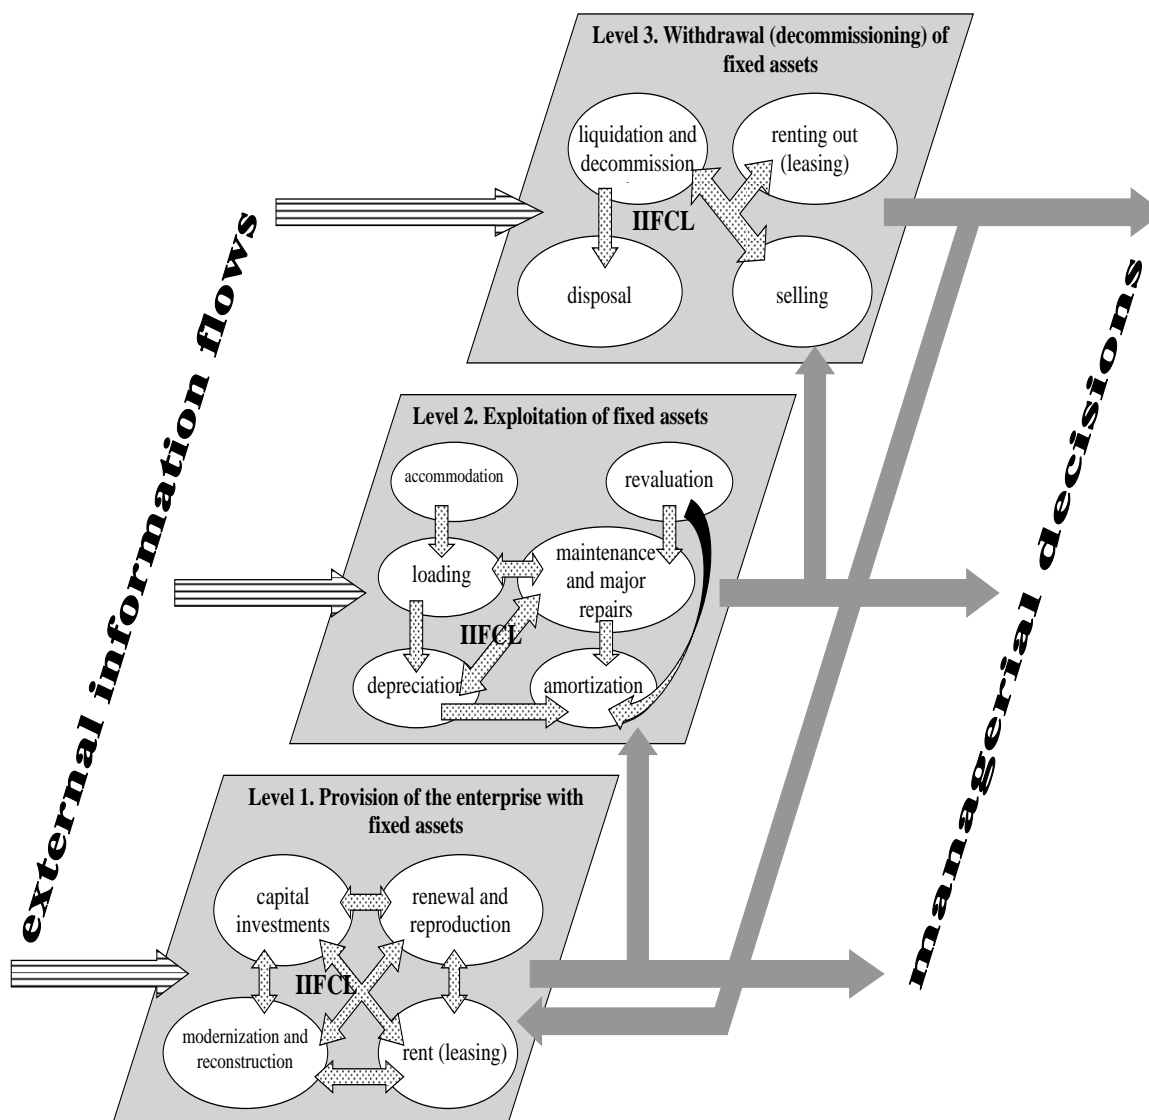 Level 3. Withdrawal (decommissioning) of
fixed assets
liquidation and
decommission
renting out
(leasing)
IIFCL
disposal
selling
external information flows
managerial decisions
Level 2. Exploitation of fixed assets
accommodation
revaluation
loading
maintenance
and major
repairs
IIFCL
depreciation
amortization
Level 1. Provision of the enterprise with
fixed assets
capital
investments
renewal and
reproduction
IIFCL
modernization and
reconstruction
rent (leasing)